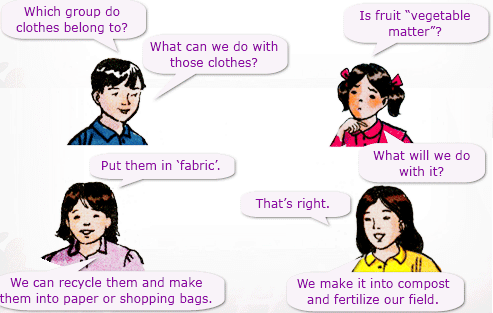 Which group do
clothes belong to?
What can we do with
those clothes?
Put them in ‘fabric’.
We can recycle them and make
them into paper or shopping bags.
Is fruit “vegetable
matter”?
That’s right.
What will we do
with it?
We make it into compost
and fertilize our field.